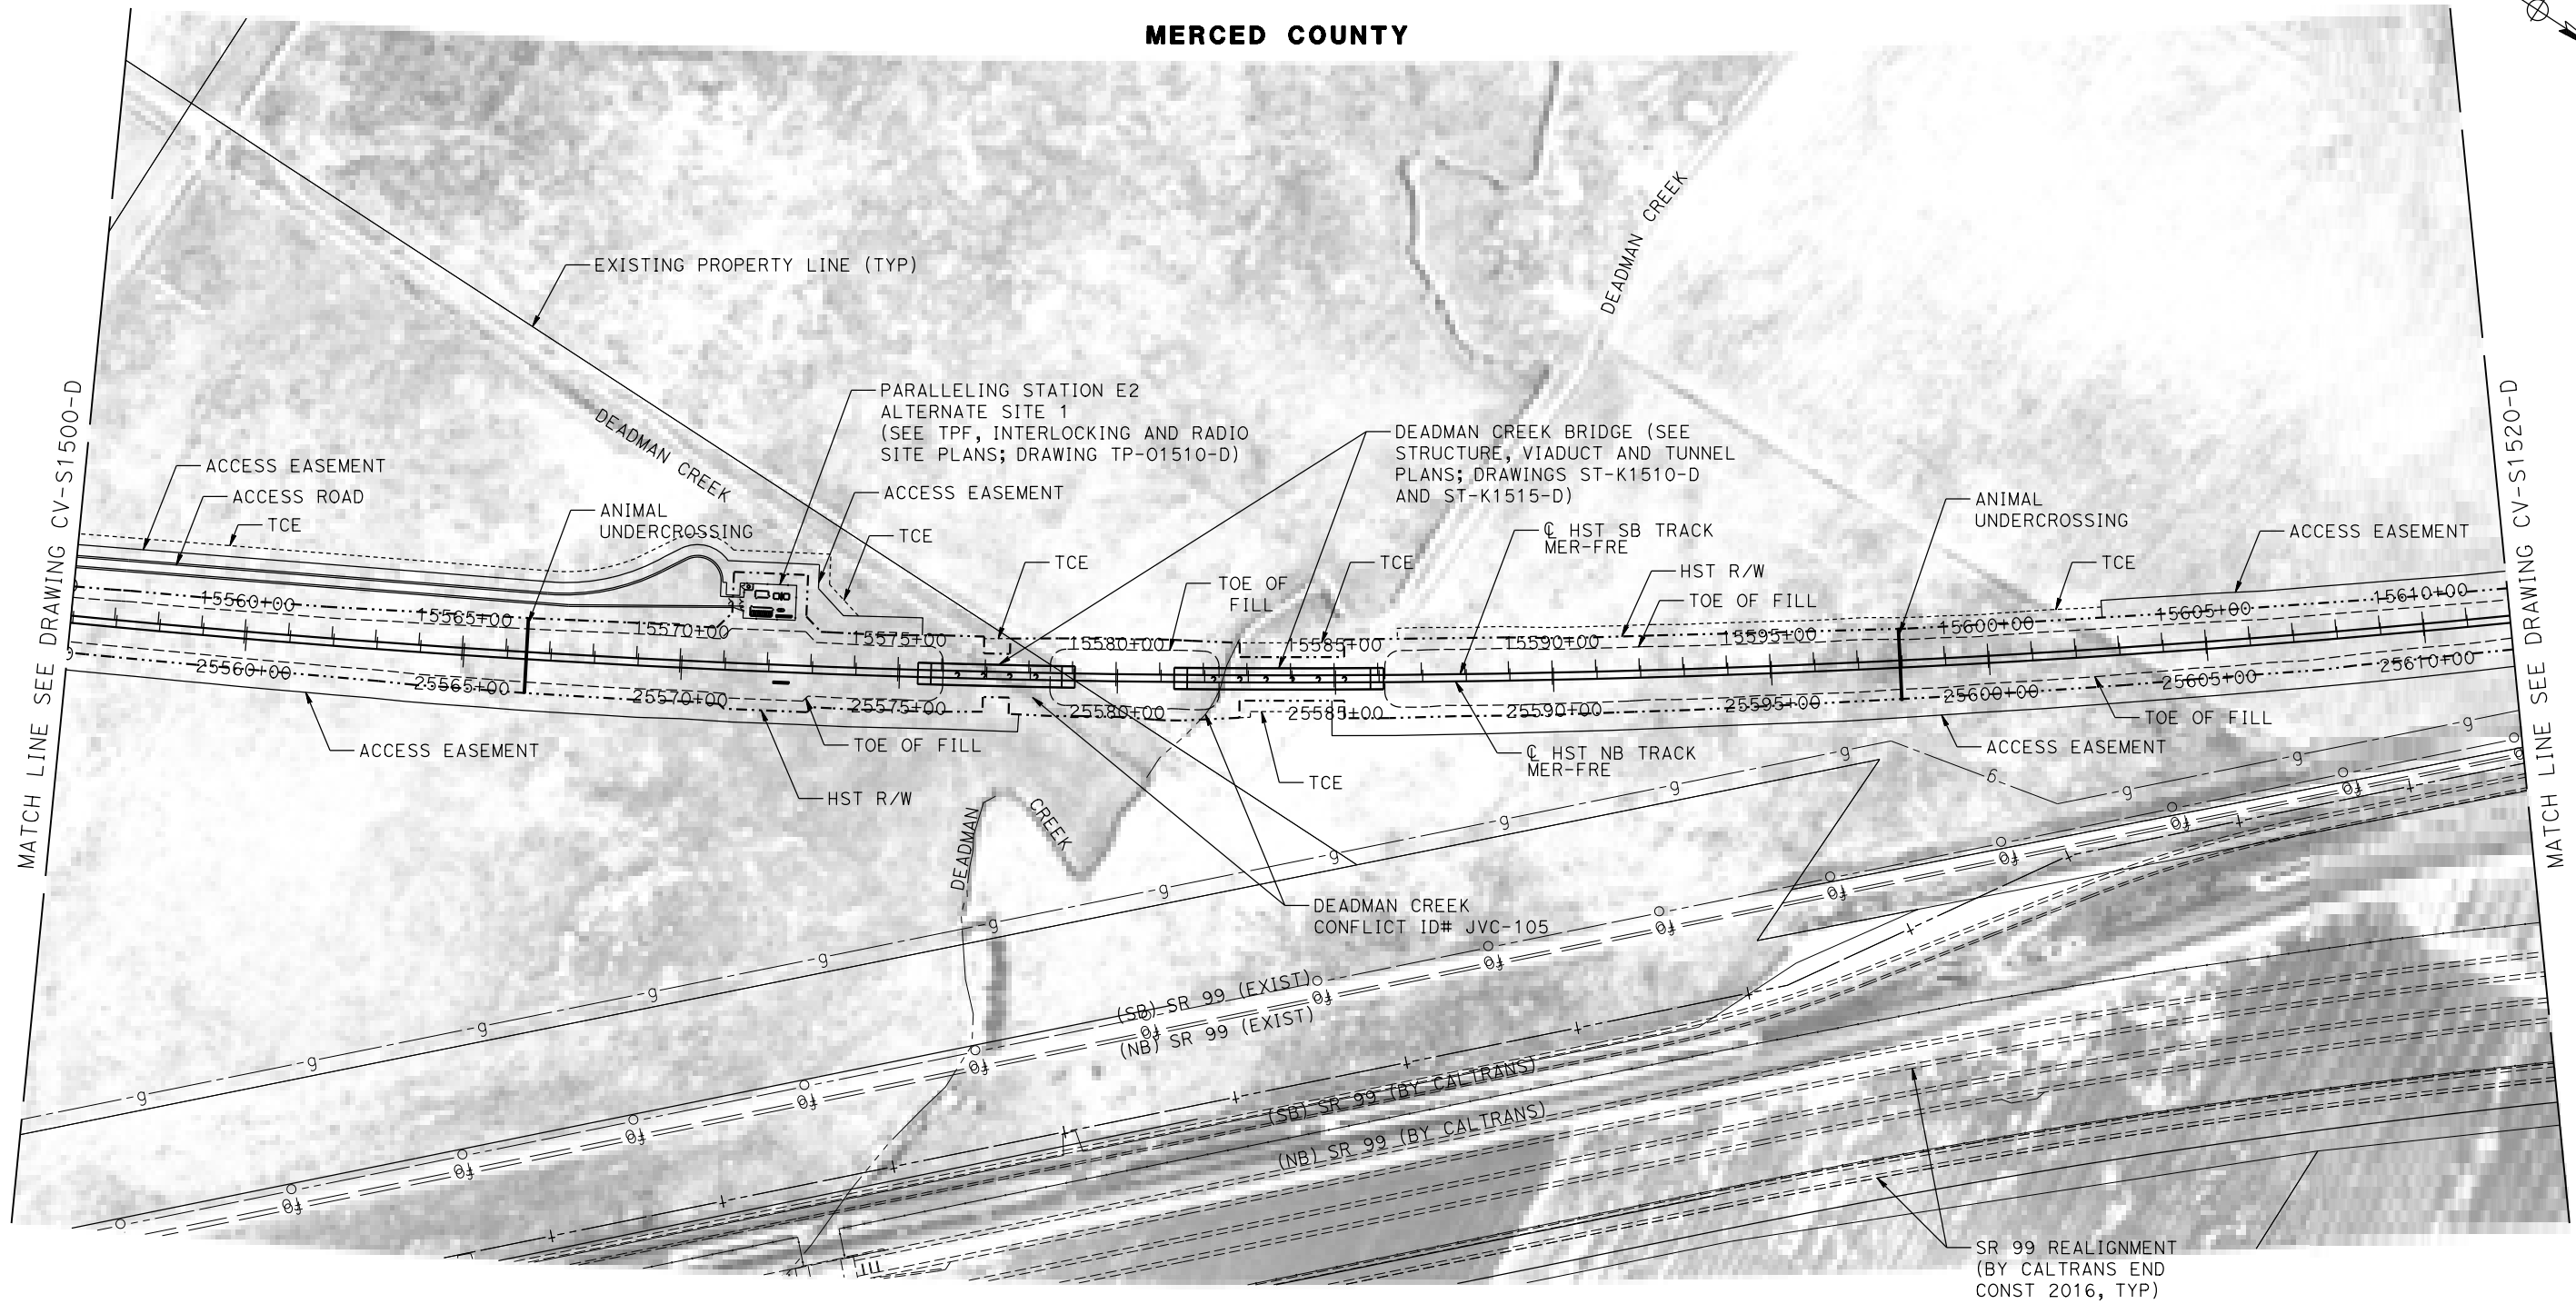 MERCED COUNTY
MATCH LINE SEE DRAWING CV-S1500-D
MATCH LINE SEE DRAWING CV-S1520-D
EXISTING PROPERTY LINE (TYP)
DEADMAN CREEK
DEADMAN CREEK
PARALLELING STATION E2
ALTERNATE SITE 1
(SEE TPF, INTERLOCKING AND RADIO
SITE PLANS; DRAWING TP-O1510-D)
DEADMAN CREEK BRIDGE (SEE
STRUCTURE, VIADUCT AND TUNNEL
PLANS; DRAWINGS ST-K1510-D
AND ST-K1515-D)
ACCESS EASEMENT
ACCESS ROAD
TCE
ANIMAL
UNDERCROSSING
ACCESS EASEMENT
TCE
TCE
TOE OF
FILL
TCE
℄ HST SB TRACK
MER-FRE
HST R/W
TOE OF FILL
ANIMAL
UNDERCROSSING
ACCESS EASEMENT
TCE
15560+00
15565+00
15570+00
15575+00
15580+00
15585+00
15590+00
15595+00
15600+00
15605+00
15610+00
25560+00
25565+00
25570+00
25575+00
25580+00
25585+00
25590+00
25595+00
25600+00
25605+00
25610+00
ACCESS EASEMENT
TOE OF FILL
HST R/W
TCE
℄ HST NB TRACK
MER-FRE
TOE OF FILL
ACCESS EASEMENT
DEADMAN
CREEK
DEADMAN CREEK
CONFLICT ID# JVC-105
(SB) SR 99 (EXIST)
(NB) SR 99 (EXIST)
(SB) SR 99 (BY CALTRANS)
(NB) SR 99 (BY CALTRANS)
SR 99 REALIGNMENT
(BY CALTRANS END
CONST 2016, TYP)